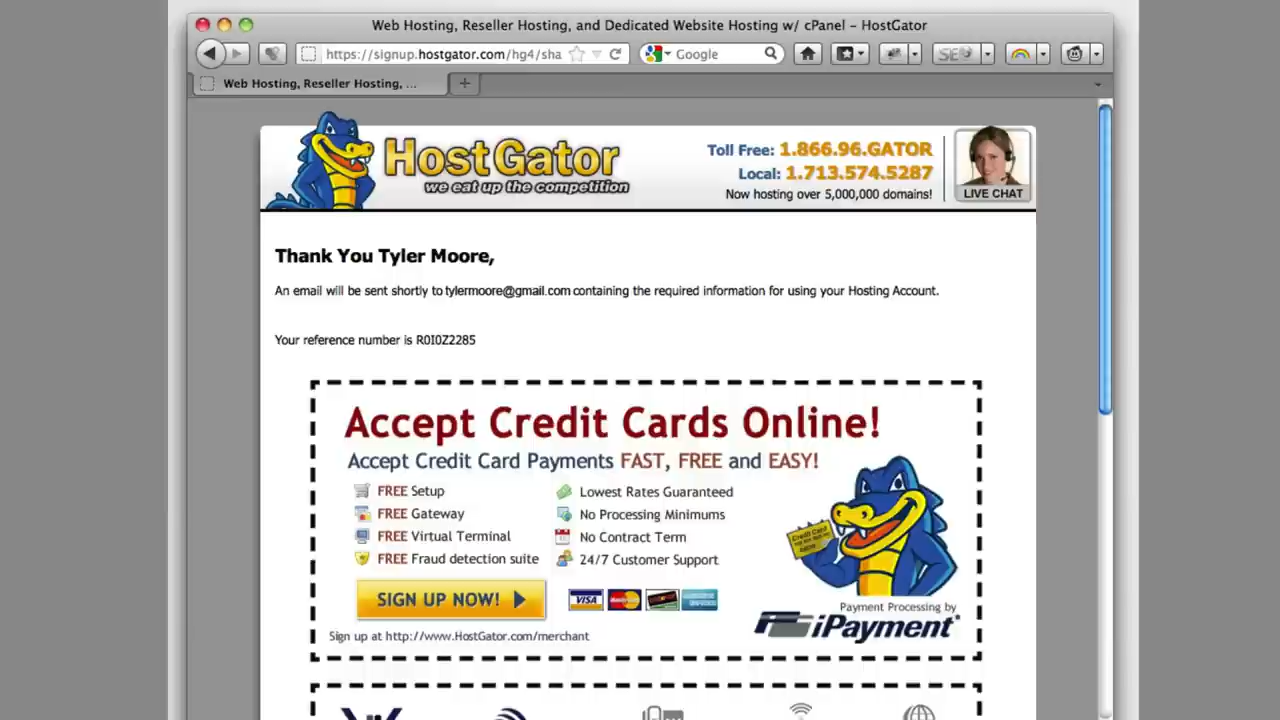 Web Hosting, Reseller Hosting, and Dedicated Website Hosting w/ cPanel – HostGator
https://signup.hostgator.com/hg4/sha
Google
SEO
Web Hosting, Reseller Hosting, ...
HostGator
we eat up the competition
Toll Free: 1.866.96.GATOR
Local: 1.713.574.5287
Now hosting over 5,000,000 domains!
LIVE CHAT
Thank You Tyler Moore,
An email will be sent shortly to tylermoore@gmail.com containing the required information for using your Hosting Account.
Your reference number is R0I0Z2285
Accept Credit Cards Online!
Accept Credit Card Payments FAST, FREE and EASY!
FREE Setup
FREE Gateway
FREE Virtual Terminal
FREE Fraud detection suite
Lowest Rates Guaranteed
No Processing Minimums
No Contract Term
24/7 Customer Support
Credit Card
SIGN UP NOW!
VISA
MasterCard
Sign up at http://www.HostGator.com/merchant
Payment Processing by
iPayment